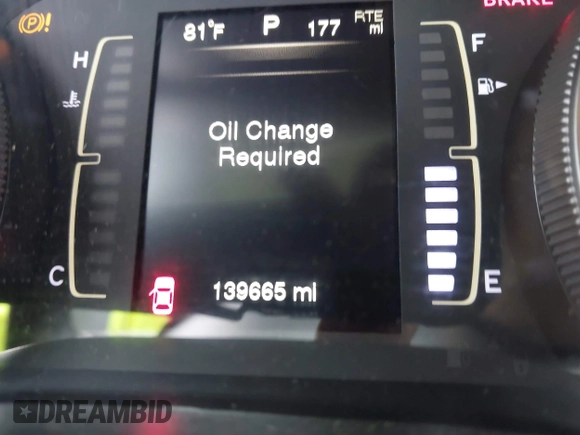 BRAKE
81°F P 177 RTE mi
H
F
Oil Change
Required
C
E
139665 mi
DREAMBID